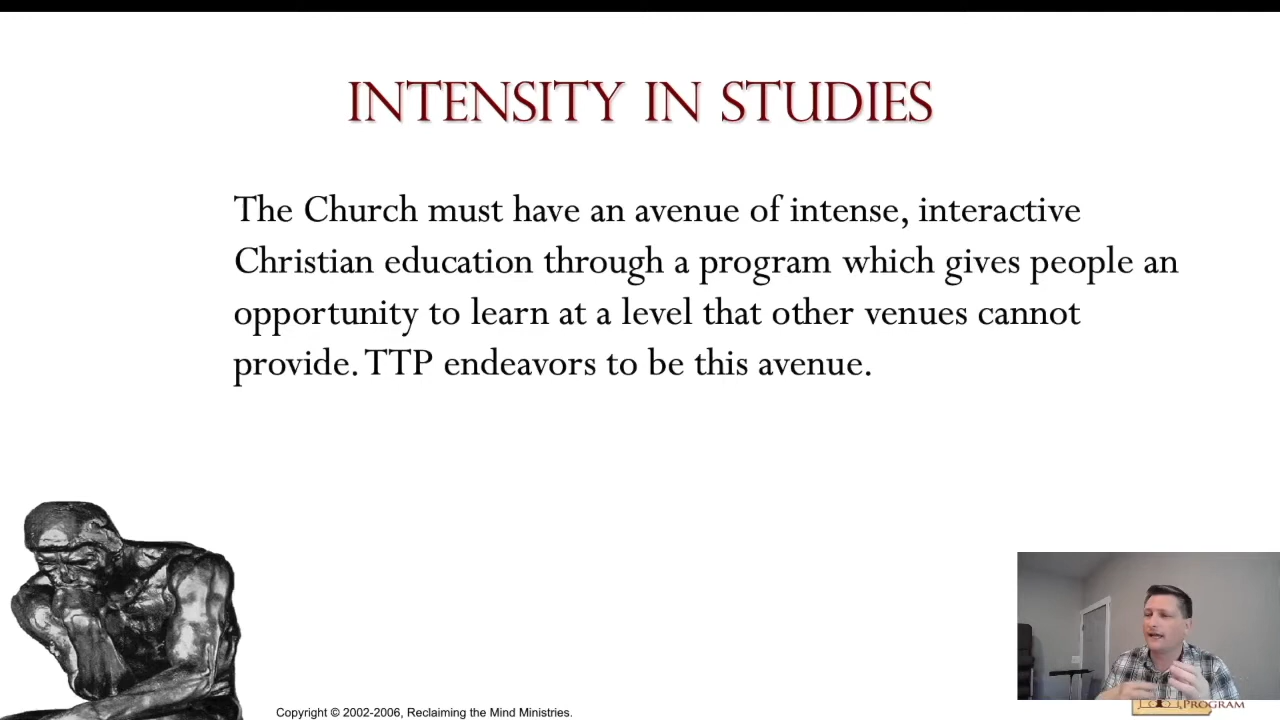 INTENSITY IN STUDIES
The Church must have an avenue of intense, interactive
Christian education through a program which gives people an
opportunity to learn at a level that other venues cannot
provide. TTP endeavors to be this avenue.
Copyright © 2002-2006, Reclaiming the Mind Ministries.
PROGRAM